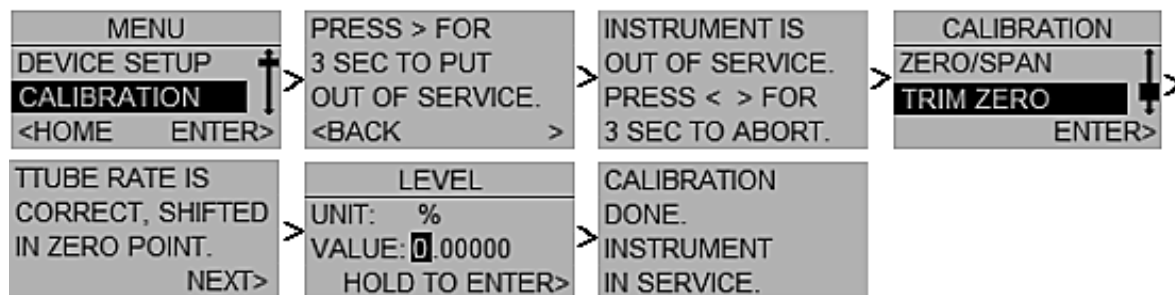 MENU
DEVICE SETUP
CALIBRATION
<HOME ENTER>
>
PRESS > FOR
3 SEC TO PUT
OUT OF SERVICE.
<BACK >
>
INSTRUMENT IS
OUT OF SERVICE.
PRESS < > FOR
3 SEC TO ABORT.
>
CALIBRATION
ZERO/SPAN
TRIM ZERO
ENTER>
>
TTUBE RATE IS
CORRECT, SHIFTED
IN ZERO POINT.
NEXT>
>
LEVEL
UNIT: %
VALUE: 0.00000
HOLD TO ENTER>
>
CALIBRATION
DONE.
INSTRUMENT
IN SERVICE.